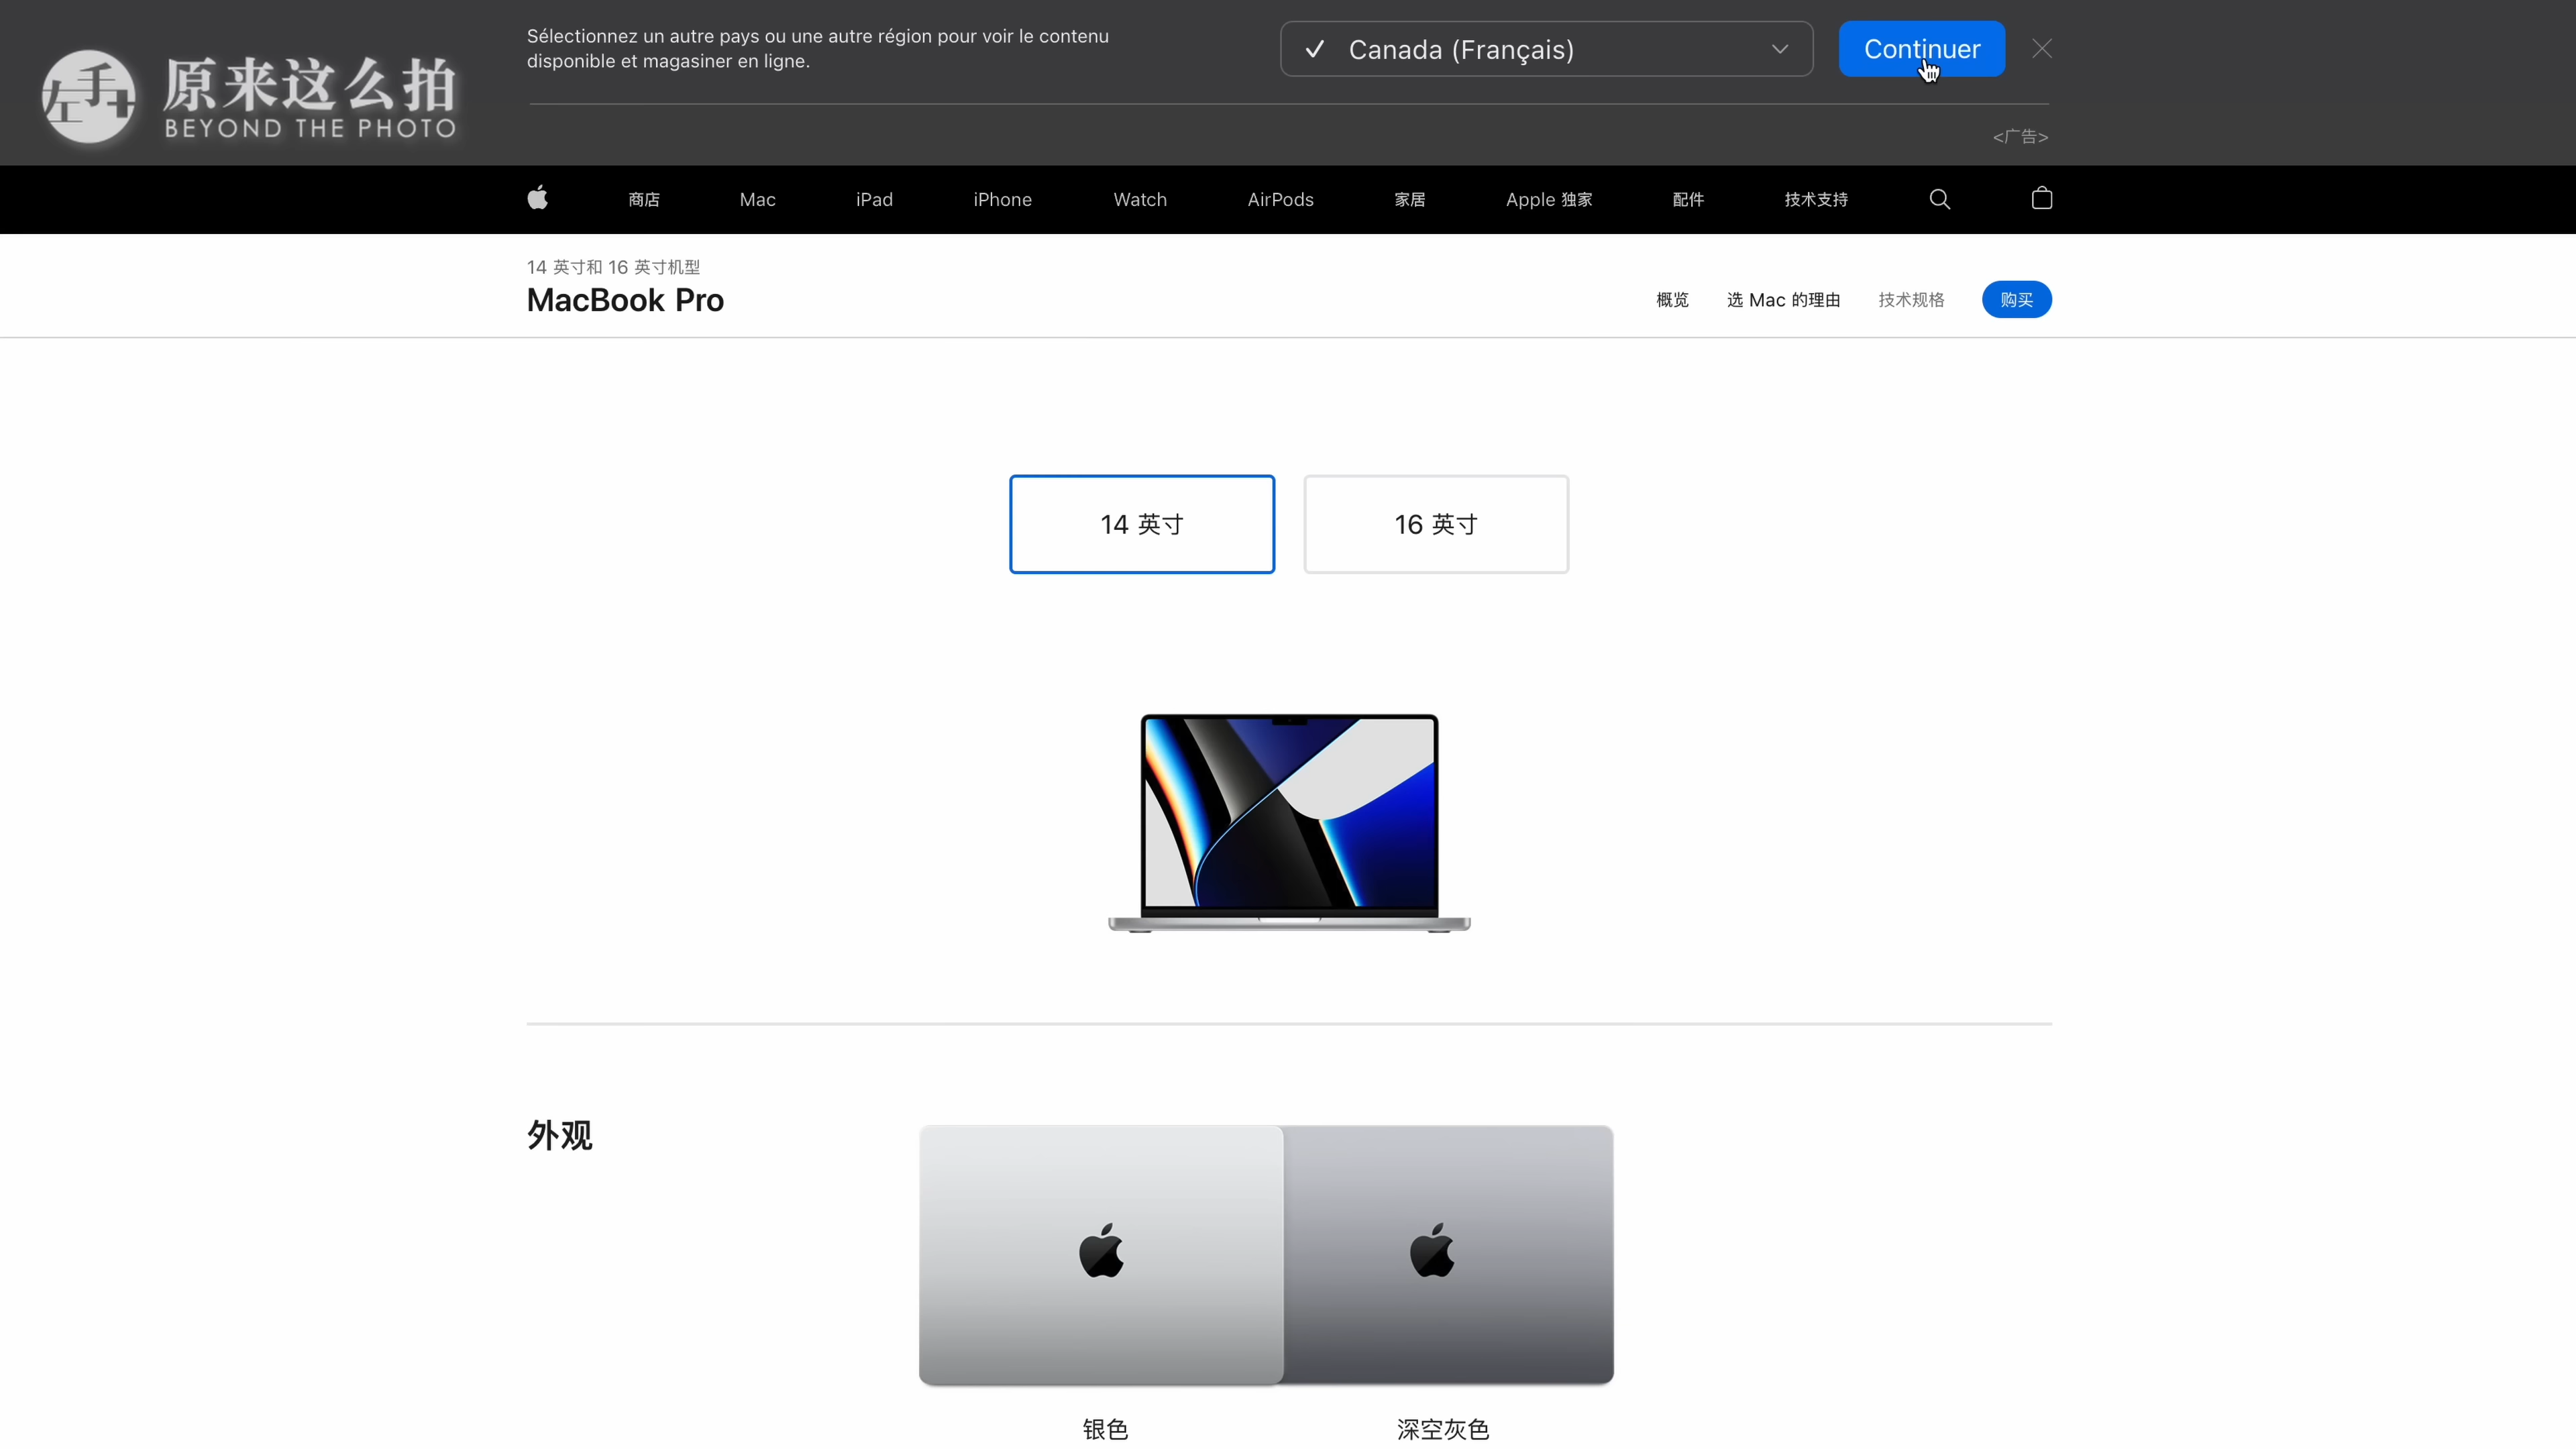 左手
原来这么拍
BEYOND THE PHOTO
Sélectionnez un autre pays ou une autre région pour voir le contenu
disponible et magasiner en ligne.
Canada (Français)
Continuer
<广告>
商店 Mac iPad iPhone Watch AirPods 家居 Apple 独家 配件 技术支持
14 英寸和 16 英寸机型
MacBook Pro
概览 选 Mac 的理由 技术规格 购买
14 英寸 16 英寸
外观
银色 深空灰色